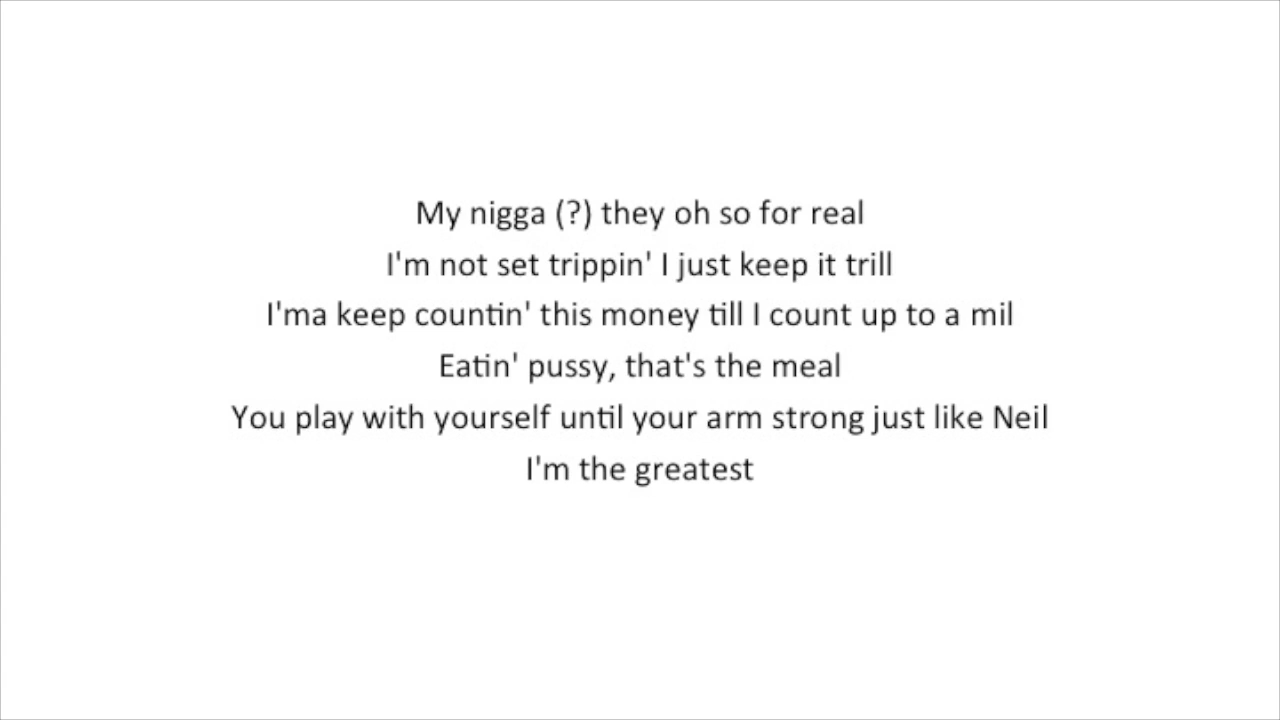 My nigga (?) they oh so for real
I'm not set trippin' I just keep it trill
I'ma keep countin' this money till I count up to a mil
Eatin' pussy, that's the meal
You play with yourself until your arm strong just like Neil
I'm the greatest